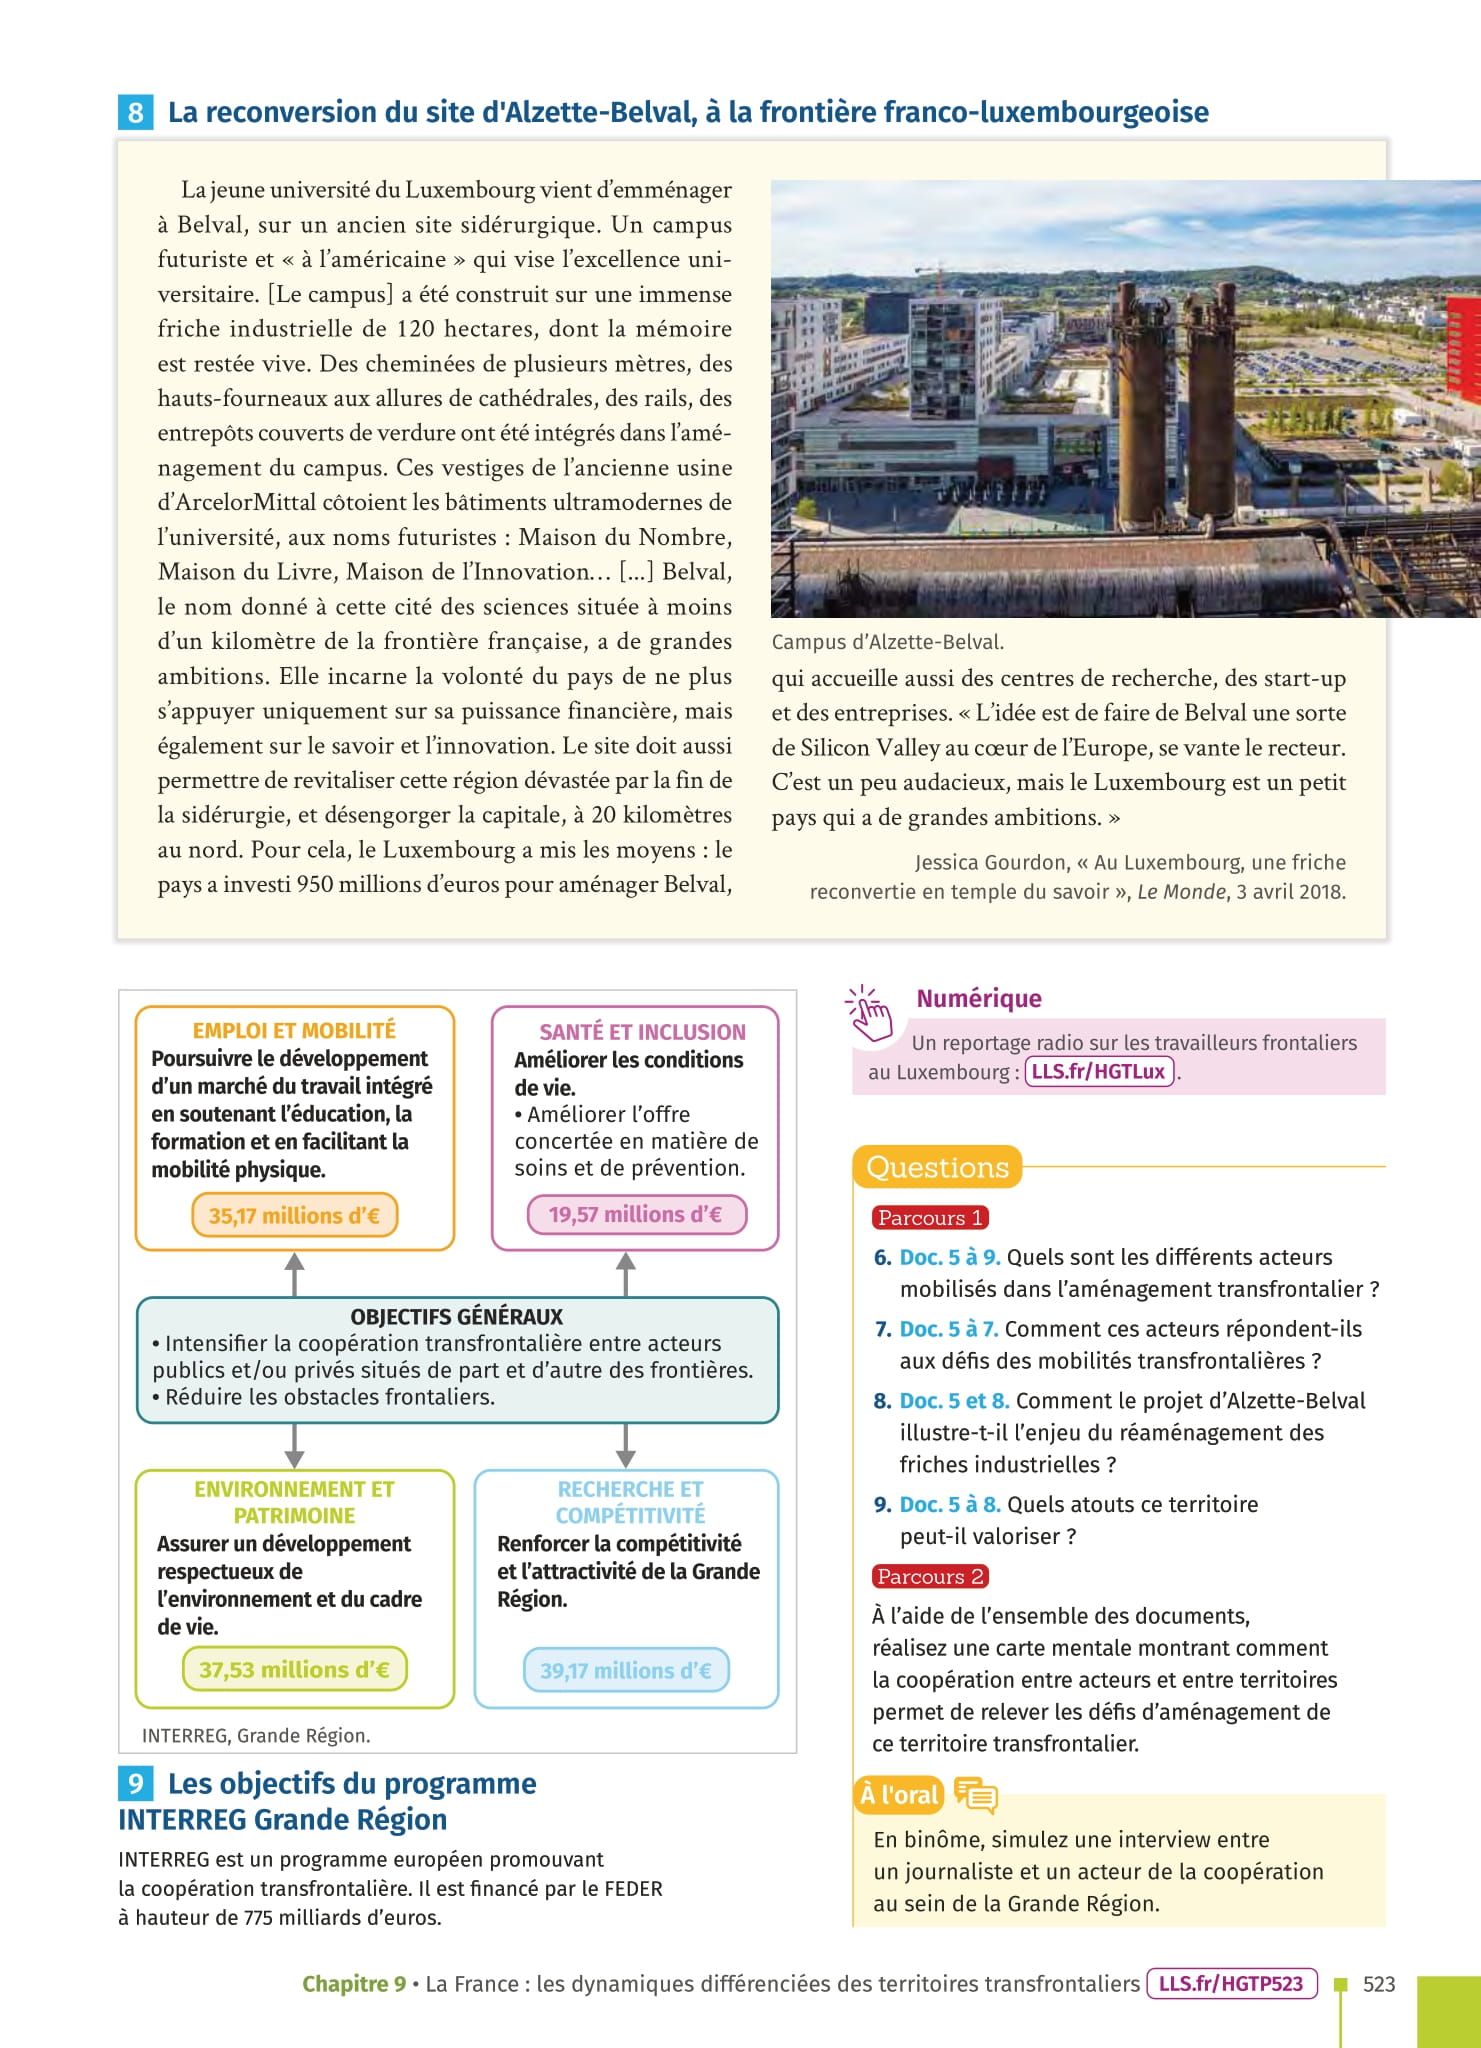 8 La reconversion du site d'Alzette-Belval, à la frontière franco-luxembourgeoise
La jeune université du Luxembourg vient d’emménager
à Belval, sur un ancien site sidérurgique. Un campus
futuriste et « à l’américaine » qui vise l’excellence uni-
versitaire. [Le campus] a été construit sur une immense
friche industrielle de 120 hectares, dont la mémoire
est restée vive. Des cheminées de plusieurs mètres, des
hauts-fourneaux aux allures de cathédrales, des rails, des
entrepôts couverts de verdure ont été intégrés dans l’amé-
nagement du campus. Ces vestiges de l’ancienne usine
d’ArcelorMittal côtoient les bâtiments ultramodernes de
l’université, aux noms futuristes : Maison du Nombre,
Maison du Livre, Maison de l’Innovation… [...] Belval,
le nom donné à cette cité des sciences située à moins
d’un kilomètre de la frontière française, a de grandes
ambitions. Elle incarne la volonté du pays de ne plus
s’appuyer uniquement sur sa puissance financière, mais
également sur le savoir et l’innovation. Le site doit aussi
permettre de revitaliser cette région dévastée par la fin de
la sidérurgie, et désengorger la capitale, à 20 kilomètres
au nord. Pour cela, le Luxembourg a mis les moyens : le
pays a investi 950 millions d’euros pour aménager Belval,
Campus d’Alzette-Belval.
qui accueille aussi des centres de recherche, des start-up
et des entreprises. « L’idée est de faire de Belval une sorte
de Silicon Valley au cœur de l’Europe, se vante le recteur.
C’est un peu audacieux, mais le Luxembourg est un petit
pays qui a de grandes ambitions. »
Jessica Gourdon, « Au Luxembourg, une friche
reconvertie en temple du savoir », Le Monde, 3 avril 2018.
EMPLOI ET MOBILITÉ
Poursuivre le développement
d’un marché du travail intégré
en soutenant l’éducation, la
formation et en facilitant la
mobilité physique.
35,17 millions d’€
SANTÉ ET INCLUSION
Améliorer les conditions
de vie.
• Améliorer l’offre
concertée en matière de
soins et de prévention.
19,57 millions d’€
OBJECTIFS GÉNÉRAUX
• Intensifier la coopération transfrontalière entre acteurs
publics et/ou privés situés de part et d’autre des frontières.
• Réduire les obstacles frontaliers.
ENVIRONNEMENT ET
PATRIMOINE
Assurer un développement
respectueux de
l’environnement et du cadre
de vie.
37,53 millions d’€
RECHERCHE ET
COMPÉTITIVITÉ
Renforcer la compétitivité
et l’attractivité de la Grande
Région.
39,17 millions d’€
INTERREG, Grande Région.
9 Les objectifs du programme
INTERREG Grande Région
INTERREG est un programme européen promouvant
la coopération transfrontalière. Il est financé par le FEDER
à hauteur de 775 milliards d’euros.
Numérique
Un reportage radio sur les travailleurs frontaliers
au Luxembourg : LLS.fr/HGTLux .
Questions
Parcours 1
6. Doc. 5 à 9. Quels sont les différents acteurs
mobilisés dans l’aménagement transfrontalier ?
7. Doc. 5 à 7. Comment ces acteurs répondent-ils
aux défis des mobilités transfrontalières ?
8. Doc. 5 et 8. Comment le projet d’Alzette-Belval
illustre-t-il l’enjeu du réaménagement des
friches industrielles ?
9. Doc. 5 à 8. Quels atouts ce territoire
peut-il valoriser ?
Parcours 2
À l’aide de l’ensemble des documents,
réalisez une carte mentale montrant comment
la coopération entre acteurs et entre territoires
permet de relever les défis d’aménagement de
ce territoire transfrontalier.
À l'oral
En binôme, simulez une interview entre
un journaliste et un acteur de la coopération
au sein de la Grande Région.
Chapitre 9 • La France : les dynamiques différenciées des territoires transfrontaliers LLS.fr/HGTP523 523